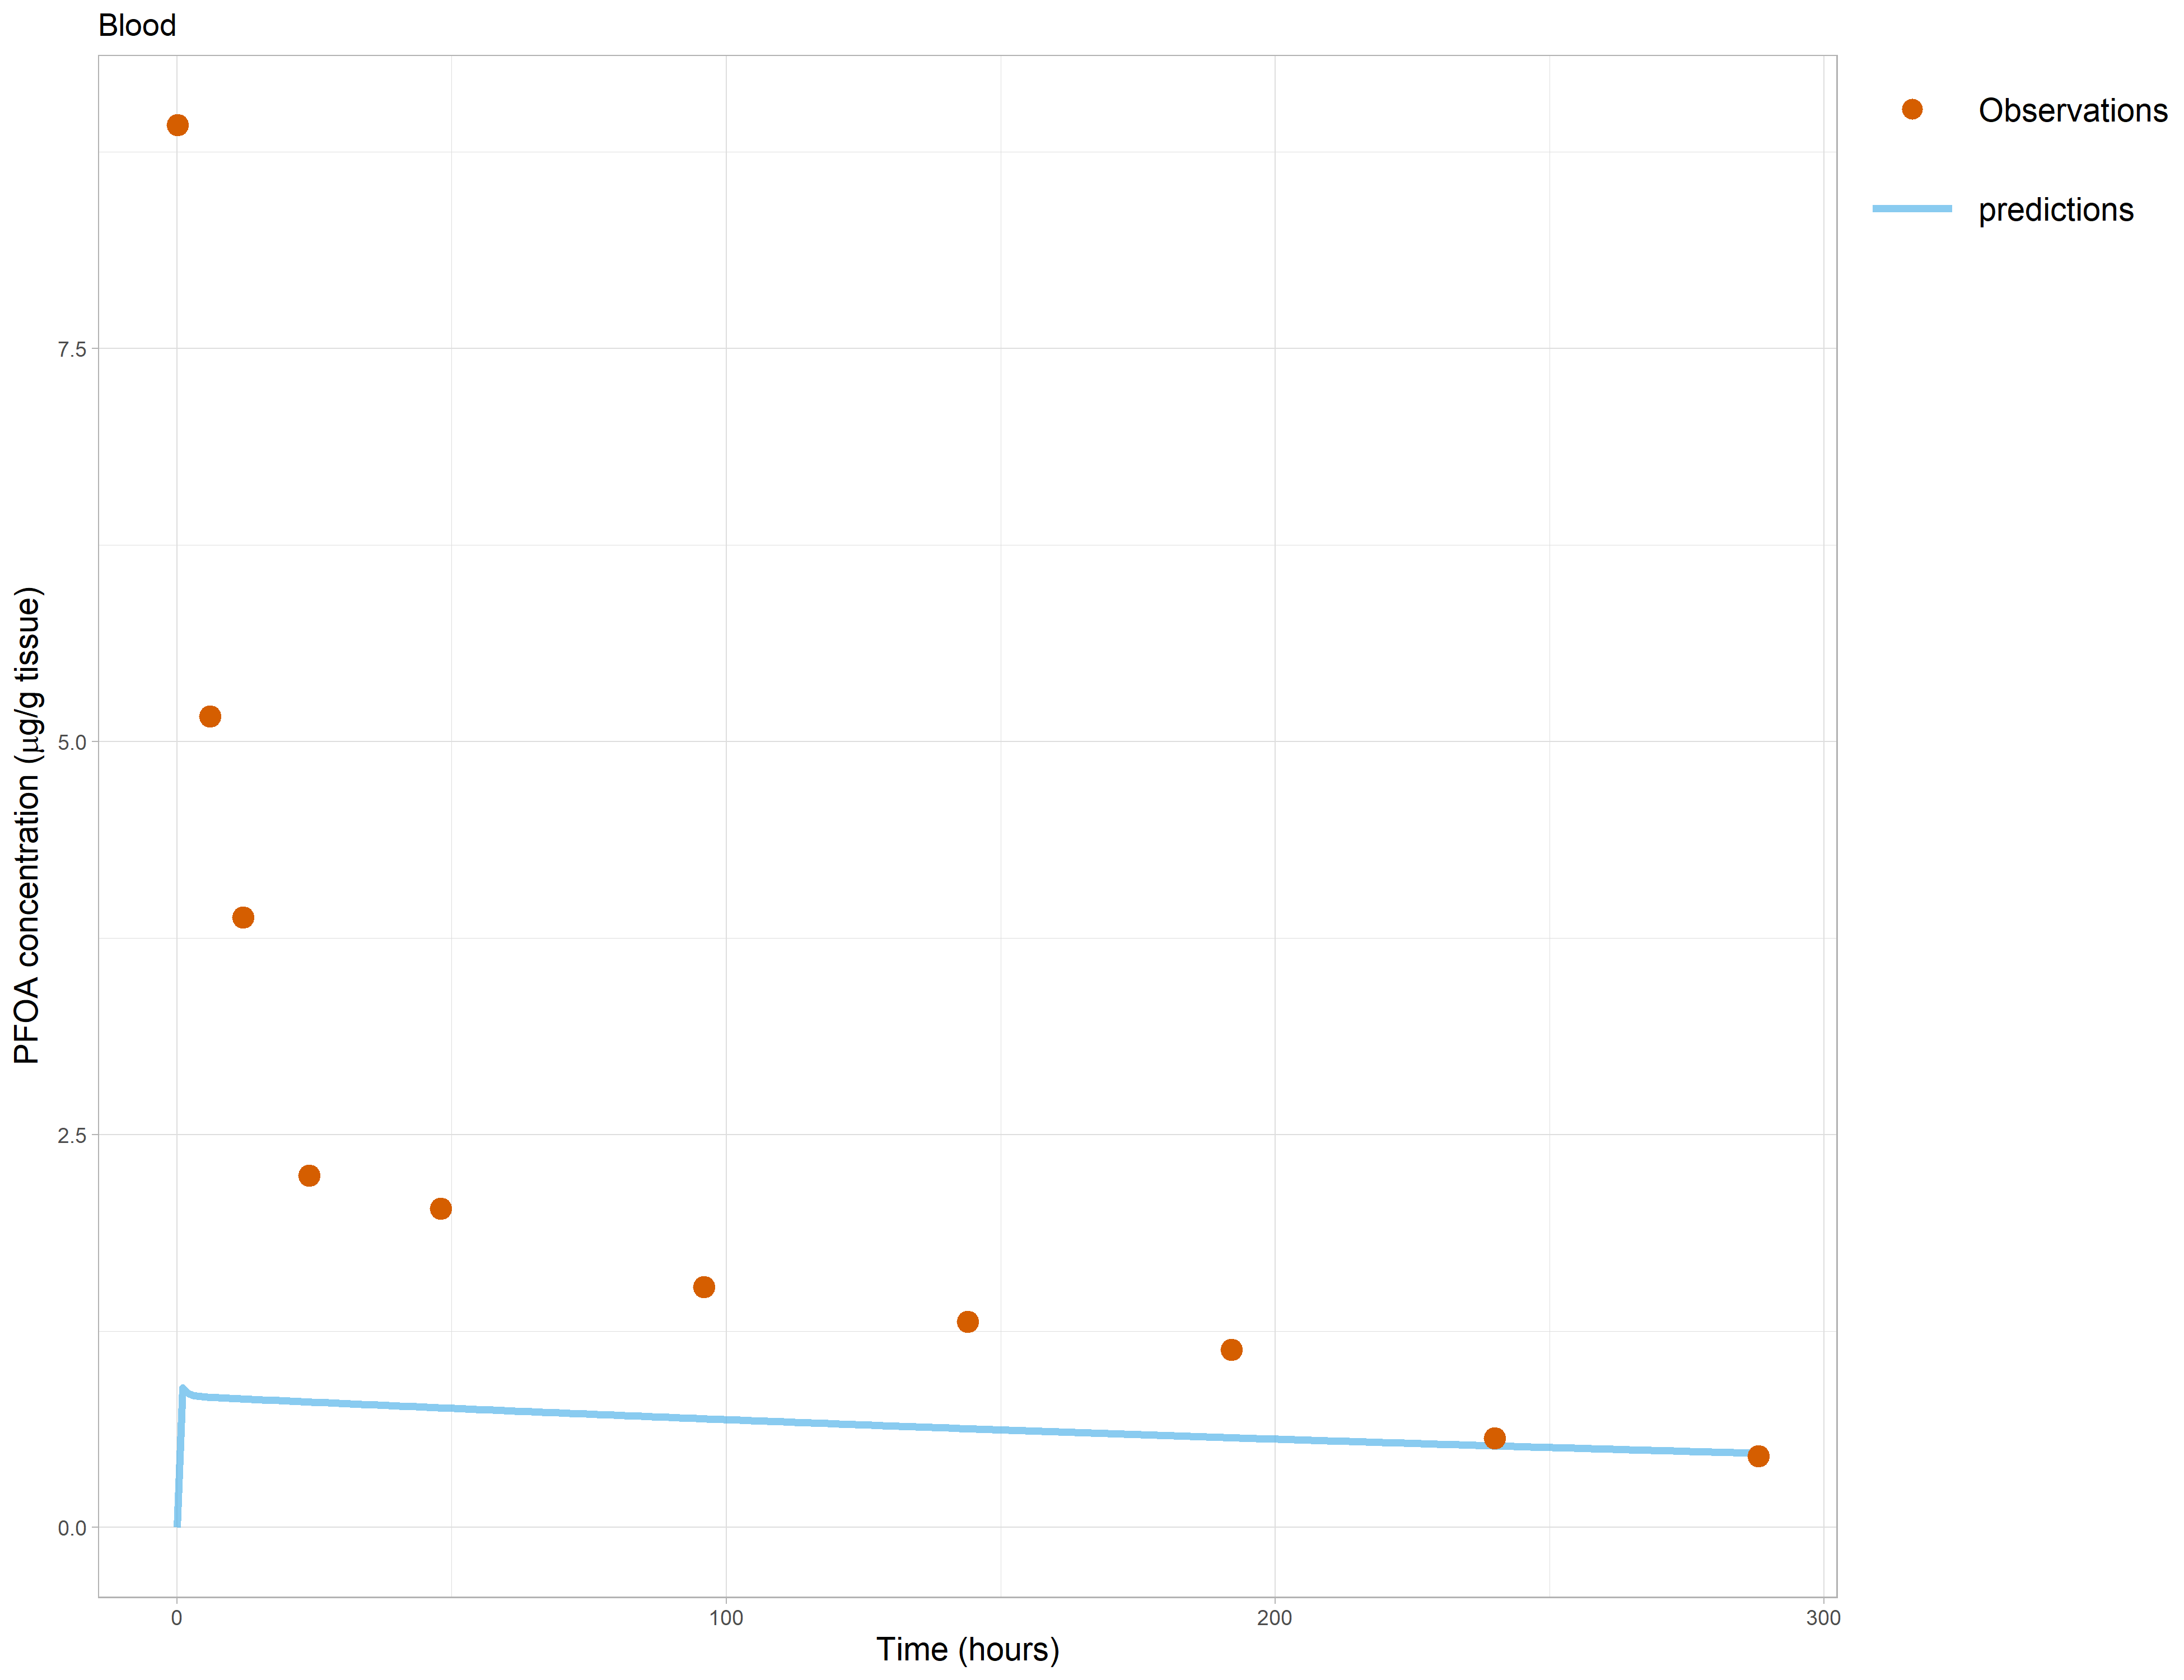 Blood
Observations
predictions
PFOA concentration (μg/g tissue)
7.5
5.0
2.5
0.0
0
100
200
300
Time (hours)